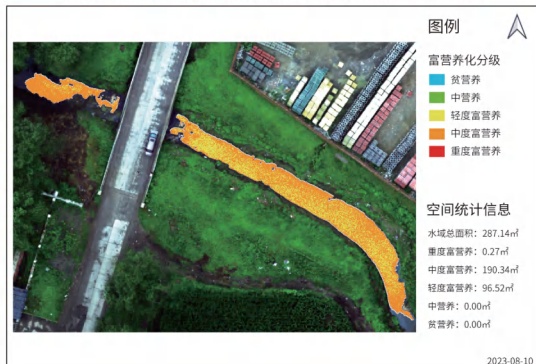 图例
富营养化分级
贫营养
中营养
轻度富营养
中度富营养
重度富营养
空间统计信息
水域总面积：287.14㎡
重度富营养：0.27㎡
中度富营养：190.34㎡
轻度富营养：96.52㎡
中营养：0.00㎡
贫营养：0.00㎡
2023-08-10